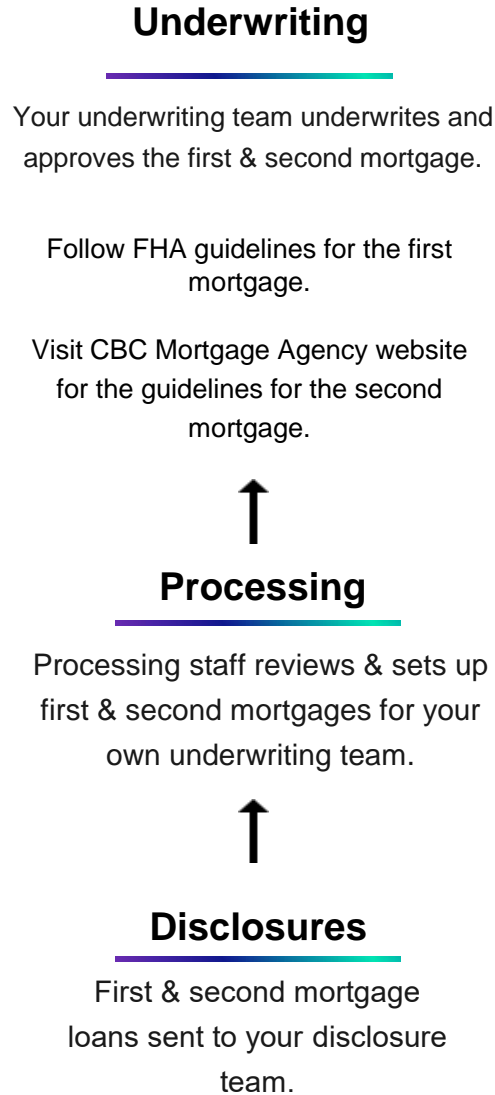 Underwriting
Your underwriting team underwrites and
approves the first & second mortgage.
Follow FHA guidelines for the first
mortgage.
Visit CBC Mortgage Agency website
for the guidelines for the second
mortgage.
Processing
Processing staff reviews & sets up
first & second mortgages for your
own underwriting team.
Disclosures
First & second mortgage
loans sent to your disclosure
team.